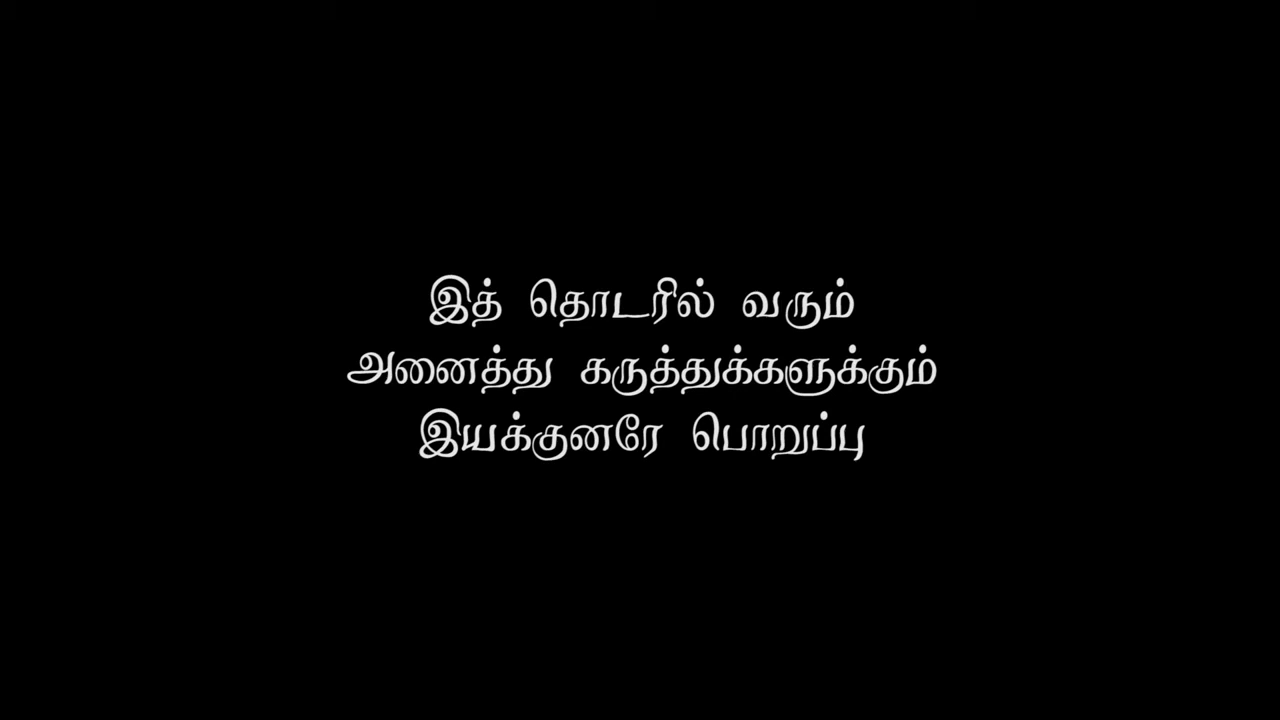 இத் தொடரில் வரும்
அனைத்து கருத்துக்களுக்கும்
இயக்குனரே பொறுப்பு